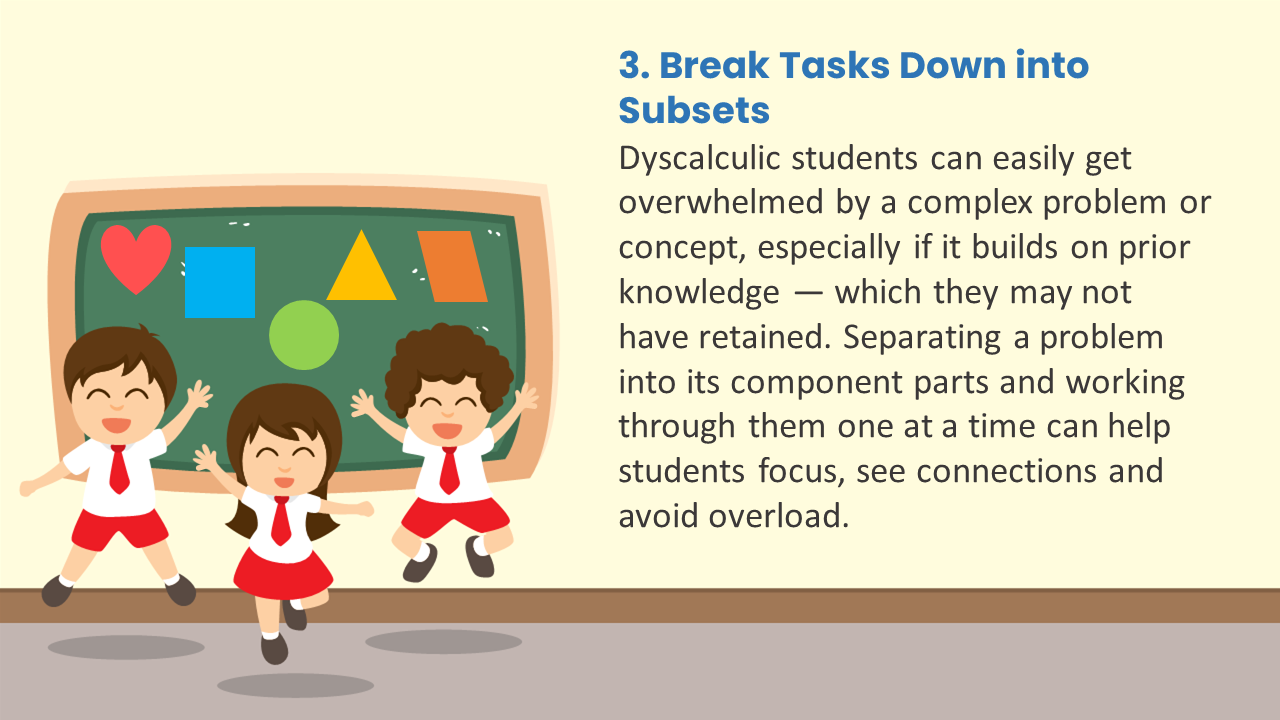 3. Break Tasks Down into
Subsets
Dyscalculic students can easily get
overwhelmed by a complex problem or
concept, especially if it builds on prior
knowledge — which they may not
have retained. Separating a problem
into its component parts and working
through them one at a time can help
students focus, see connections and
avoid overload.